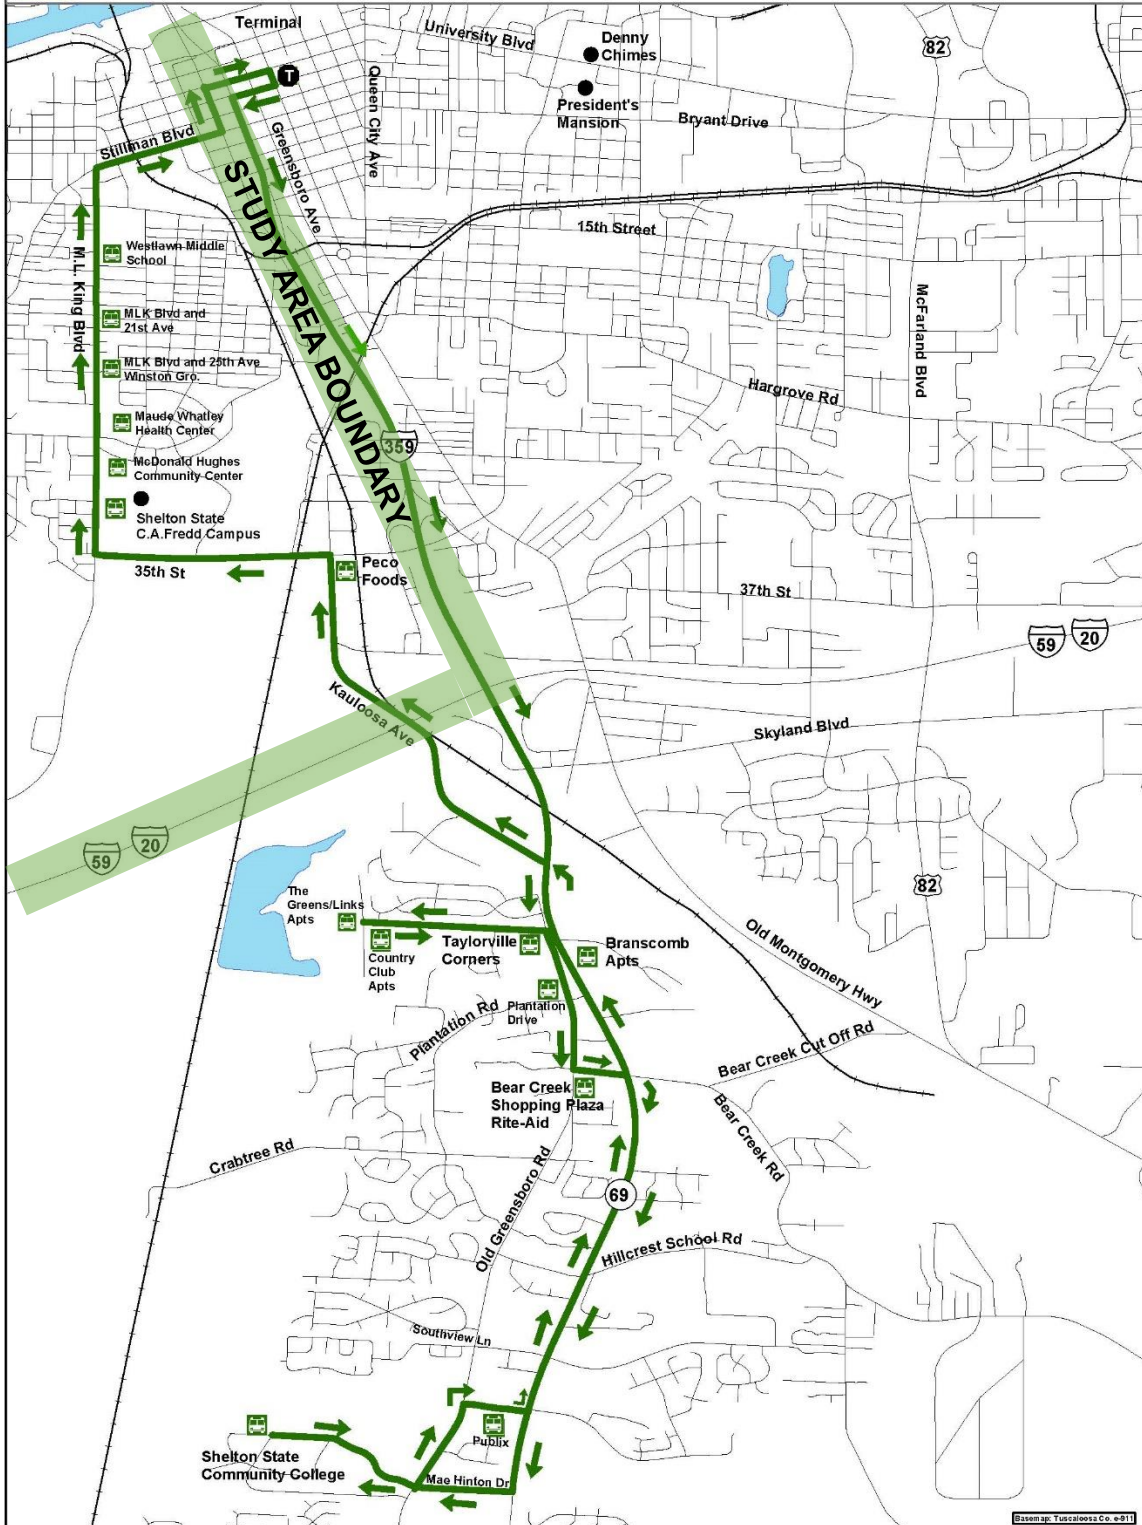 Terminal
T
University Blvd
Denny
Chimes
82
President's
Mansion
Bryant Drive
Queen City Ave
Greensboro Ave
Stillman Blvd
STUDY AREA BOUNDARY
15th Street
M.L. King Blvd
Westlawn Middle
School
MLK Blvd and
21st Ave
MLK Blvd and 25th Ave
Winston Gro.
McFarland Blvd
Hargrove Rd
Maude Whatley
Health Center
359
McDonald Hughes
Community Center
Shelton State
C.A.Fredd Campus
35th St
Peco
Foods
37th St
59
20
Kauloosa Ave
Skyland Blvd
59
20
82
The
Greens/Links
Apts
Country
Club
Apts
Taylorville
Corners
Branscomb
Apts
Old Montgomery Hwy
Plantation Rd
Plantation
Drive
Bear Creek Cut Off Rd
Bear Creek
Shopping Plaza
Rite-Aid
Bear Creek Rd
Crabtree Rd
Old Greensboro Rd
69
Hillcrest School Rd
Southview Ln
Publix
Shelton State
Community College
Mae Hinton Dr
Basemap: Tuscaloosa Co. e-911